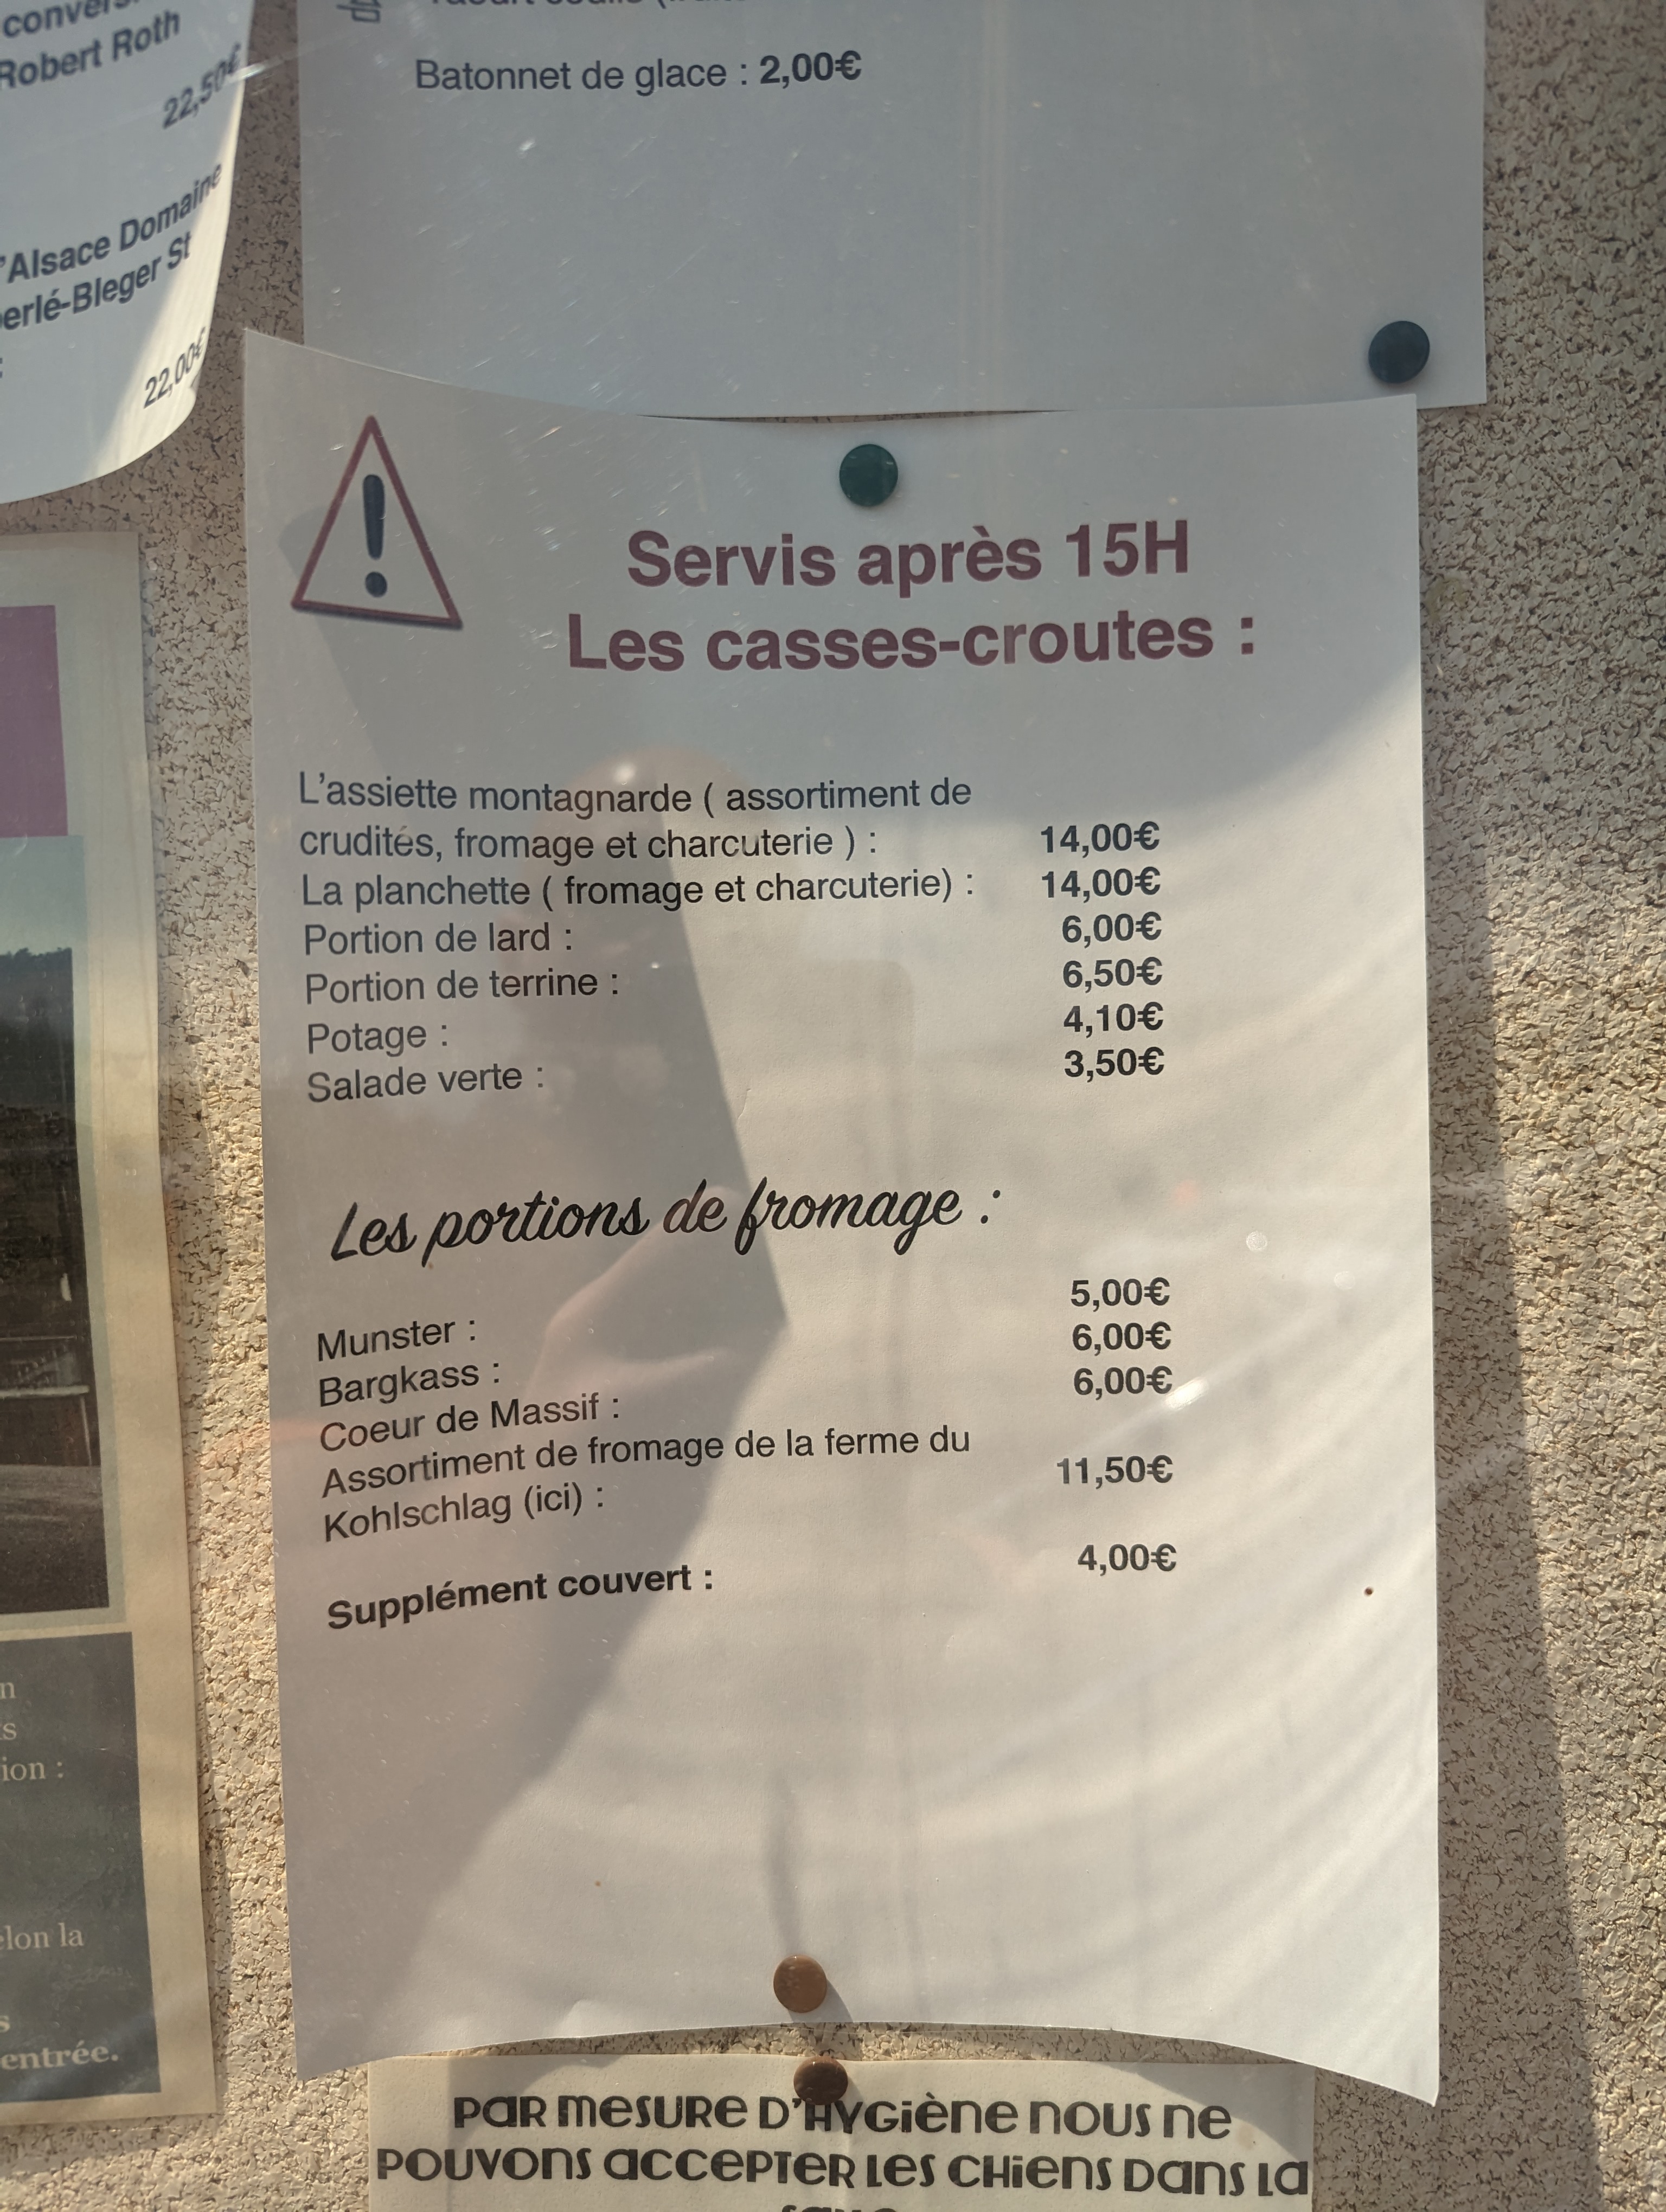 Robert Roth
22,50€
'Alsace Domaine
erlé-Bleger St
:
22,00€
Batonnet de glace : 2,00€
Servis après 15H
Les casses-croutes :
L'assiette montagnarde ( assortiment de
crudités, fromage et charcuterie ) : 14,00€
La planchette ( fromage et charcuterie) : 14,00€
Portion de lard : 6,00€
Portion de terrine : 6,50€
Potage : 4,10€
Salade verte : 3,50€
Les portions de fromage :
Munster : 5,00€
Bargkass : 6,00€
Coeur de Massif : 6,00€
Assortiment de fromage de la ferme du
Kohlschlag (ici) : 11,50€
Supplément couvert : 4,00€
n
s
ion :
elon la
s
entrée.
Par mesure d'hygiène nous ne
pouvons accepter les chiens dans la